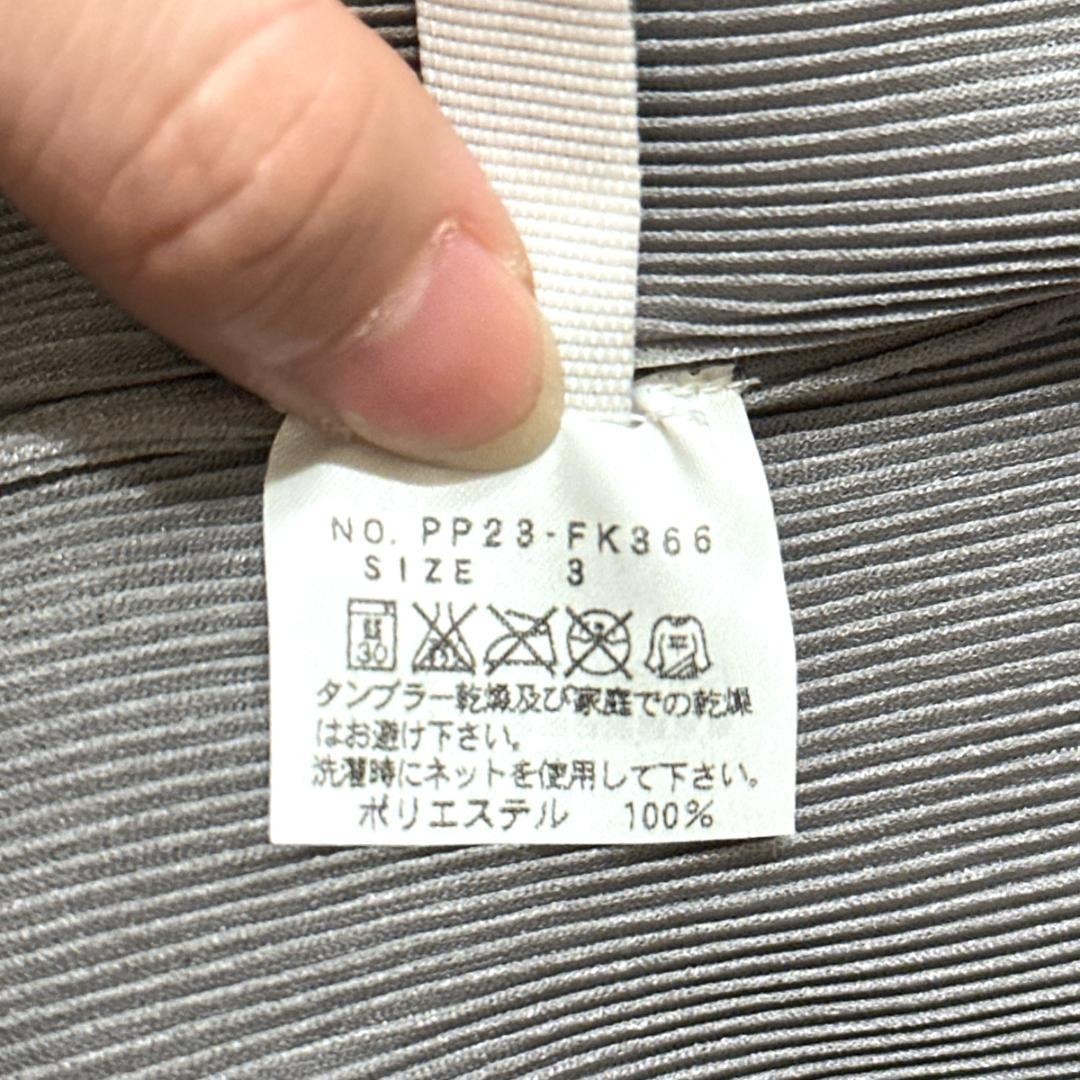 NO. PP23-FK366
SIZE 3
弱 30
タンブラー乾燥及び家庭での乾燥
はお避け下さい。
洗濯時にネットを使用して下さい。
ポリエステル 100%